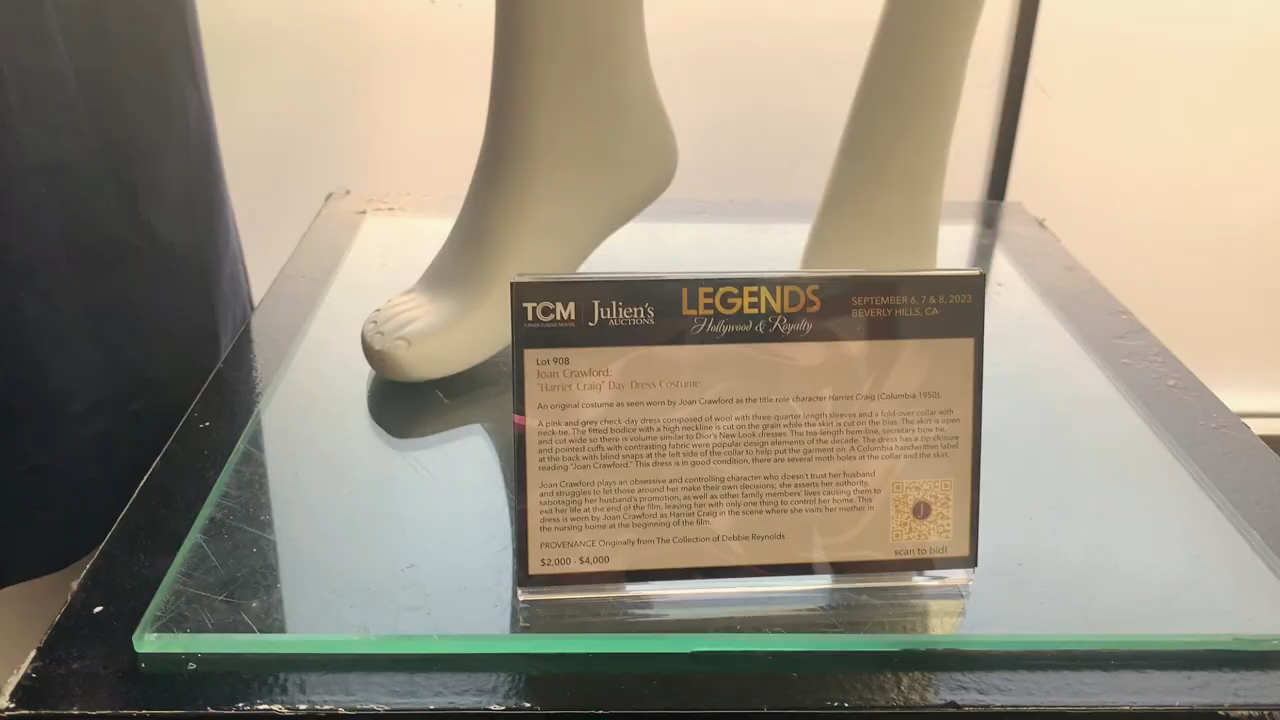 TCM
TURNER CLASSIC MOVIES
Julien's
AUCTIONS
LEGENDS
Hollywood & Royalty
SEPTEMBER 6, 7 & 8, 2023
BEVERLY HILLS, CA
Lot 908
Joan Crawford:
"Harriet Craig" Day Dress Costume
An original costume as seen worn by Joan Crawford as the title role character Harriet Craig (Columbia 1950).
A pink and grey check day dress composed of wool with three-quarter length sleeves and a fold-over collar with
neck-tie. The fitted bodice with a high neckline is cut on the grain while the skirt is cut on the bias. The skirt is open
and cut wide so there is volume similar to Dior's New Look dresses. The tea-length hem-line, secretary bow tie,
and pointed cuffs with contrasting fabric were popular design elements of the decade. The dress has a zip closure
at the back with blind snaps at the left side of the collar to help put the garment on. A Columbia handwritten label
reading "Joan Crawford." This dress is in good condition, there are several moth holes at the collar and the skirt.
Joan Crawford plays an obsessive and controlling character who doesn't trust her husband
and struggles to let those around her make their own decisions; she asserts her authority,
sabotaging her husband's promotion, as well as other family members' lives causing them to
exit her life at the end of the film, leaving her with only one thing to control her home. This
dress is worn by Joan Crawford as Harriet Craig in the scene where she visits her mother in
the nursing home at the beginning of the film.
PROVENANCE Originally from The Collection of Debbie Reynolds
$2,000 - $4,000
scan to bid!